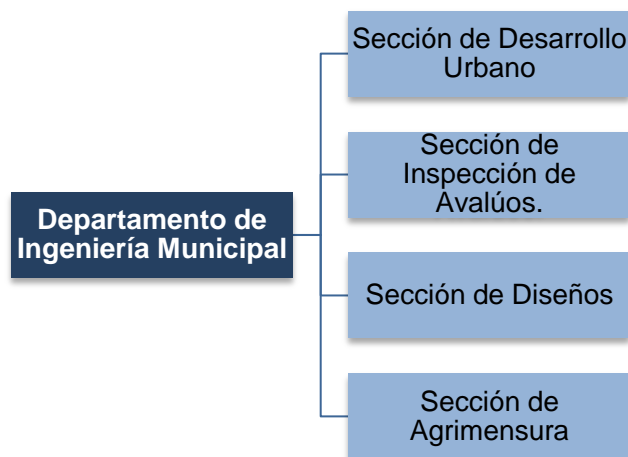 Sección de Desarrollo
Urbano
Sección de
Inspección de
Avalúos.
Departamento de
Ingeniería Municipal
Sección de Diseños
Sección de
Agrimensura